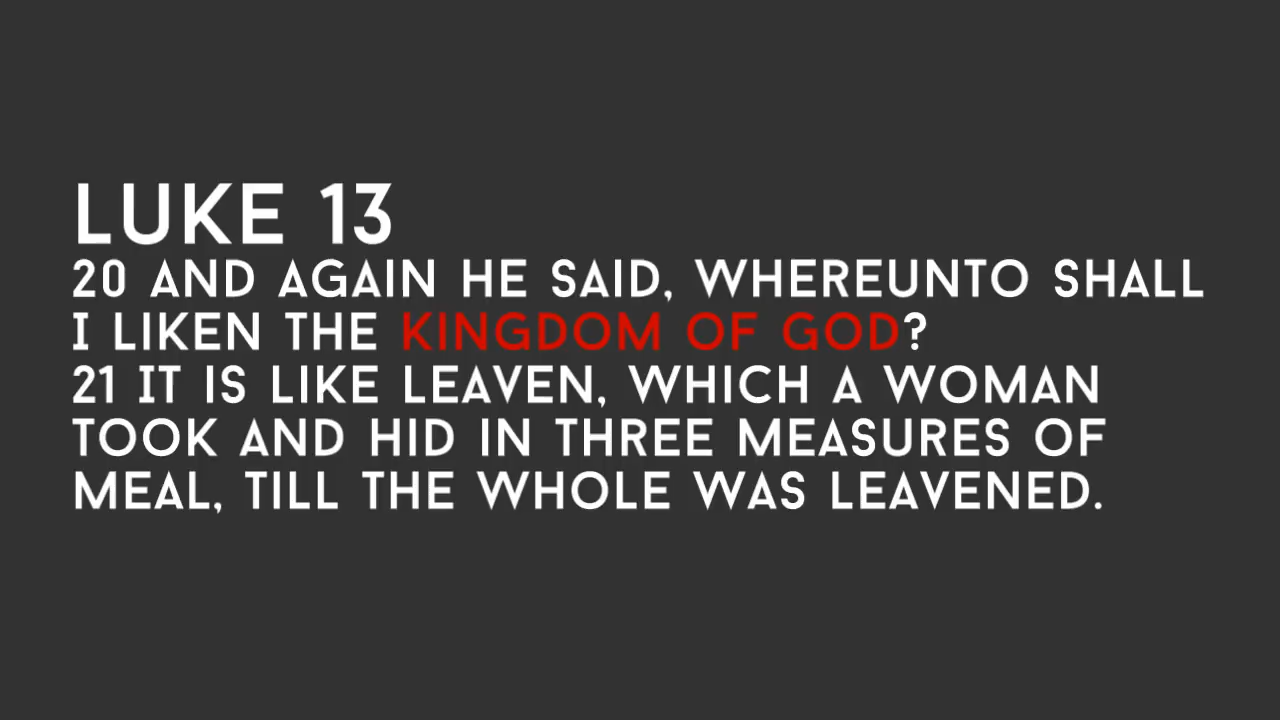 LUKE 13
20 AND AGAIN HE SAID, WHEREUNTO SHALL
I LIKEN THE KINGDOM OF GOD?
21 IT IS LIKE LEAVEN, WHICH A WOMAN
TOOK AND HID IN THREE MEASURES OF
MEAL, TILL THE WHOLE WAS LEAVENED.